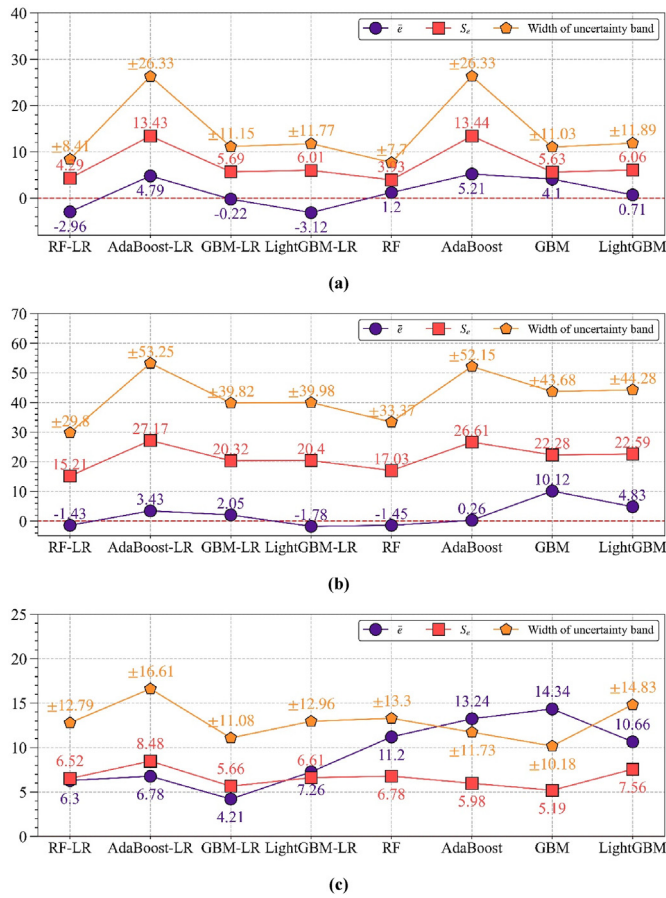 40
30
20
10
0
ē Sₑ Width of uncertainty band
±8.41 ±26.33 ±11.15 ±11.77 ±7.7 ±26.33 ±11.03 ±11.89
4.29 13.43 5.69 6.01 3.93 13.44 5.63 6.06
-2.96 4.79 -0.22 -3.12 1.2 5.21 4.1 0.71
RF-LR AdaBoost-LR GBM-LR LightGBM-LR RF AdaBoost GBM LightGBM
(a)
70
60
50
40
30
20
10
0
ē Sₑ Width of uncertainty band
±29.8 ±53.25 ±39.82 ±39.98 ±33.37 ±52.15 ±43.68 ±44.28
15.21 27.17 20.32 20.4 17.03 26.61 22.28 22.59
-1.43 3.43 2.05 -1.78 -1.45 0.26 10.12 4.83
RF-LR AdaBoost-LR GBM-LR LightGBM-LR RF AdaBoost GBM LightGBM
(b)
25
20
15
10
5
0
ē Sₑ Width of uncertainty band
±12.79 ±16.61 ±11.08 ±12.96 ±13.3 ±11.73 ±10.18 ±14.83
6.52 8.48 5.66 6.61 6.78 5.98 5.19 7.56
6.3 6.78 4.21 7.26 11.2 13.24 14.34 10.66
RF-LR AdaBoost-LR GBM-LR LightGBM-LR RF AdaBoost GBM LightGBM
(c)